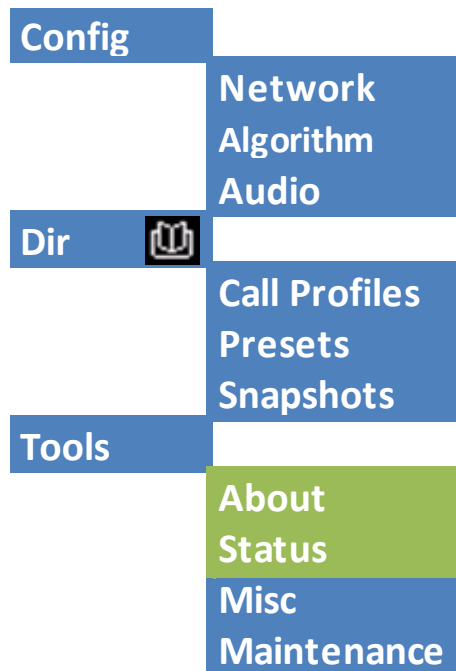 Config
Network
Algorithm
Audio
Dir
Call Profiles
Presets
Snapshots
Tools
About
Status
Misc
Maintenance